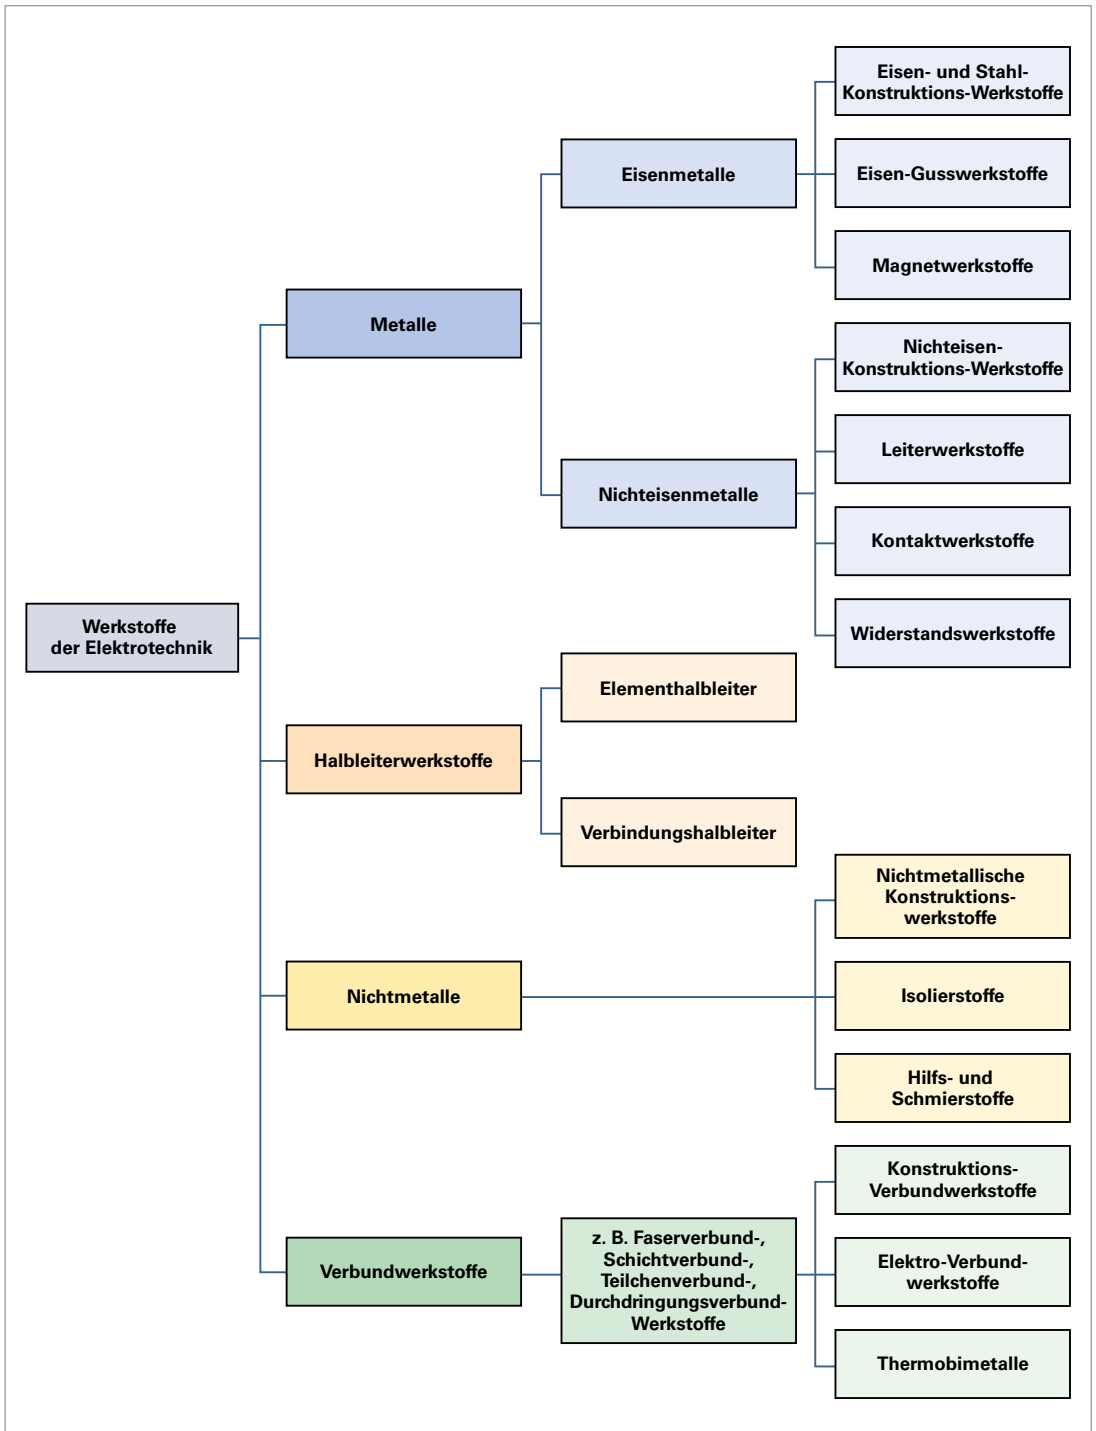 Eisen- und Stahl-
Konstruktions-Werkstoffe
Eisenmetalle
Eisen-Gusswerkstoffe
Magnetwerkstoffe
Metalle
Nichteisen-
Konstruktions-Werkstoffe
Leiterwerkstoffe
Nichteisenmetalle
Kontaktwerkstoffe
Werkstoffe
der Elektrotechnik
Widerstandswerkstoffe
Elementhalbleiter
Halbleiterwerkstoffe
Verbindungshalbleiter
Nichtmetallische
Konstruktions-
werkstoffe
Nichtmetalle
Isolierstoffe
Hilfs- und
Schmierstoffe
Konstruktions-
Verbundwerkstoffe
Verbundwerkstoffe
z. B. Faserverbund-,
Schichtverbund-,
Teilchenverbund-,
Durchdringungsverbund-
Werkstoffe
Elektro-Verbund-
werkstoffe
Thermobimetalle